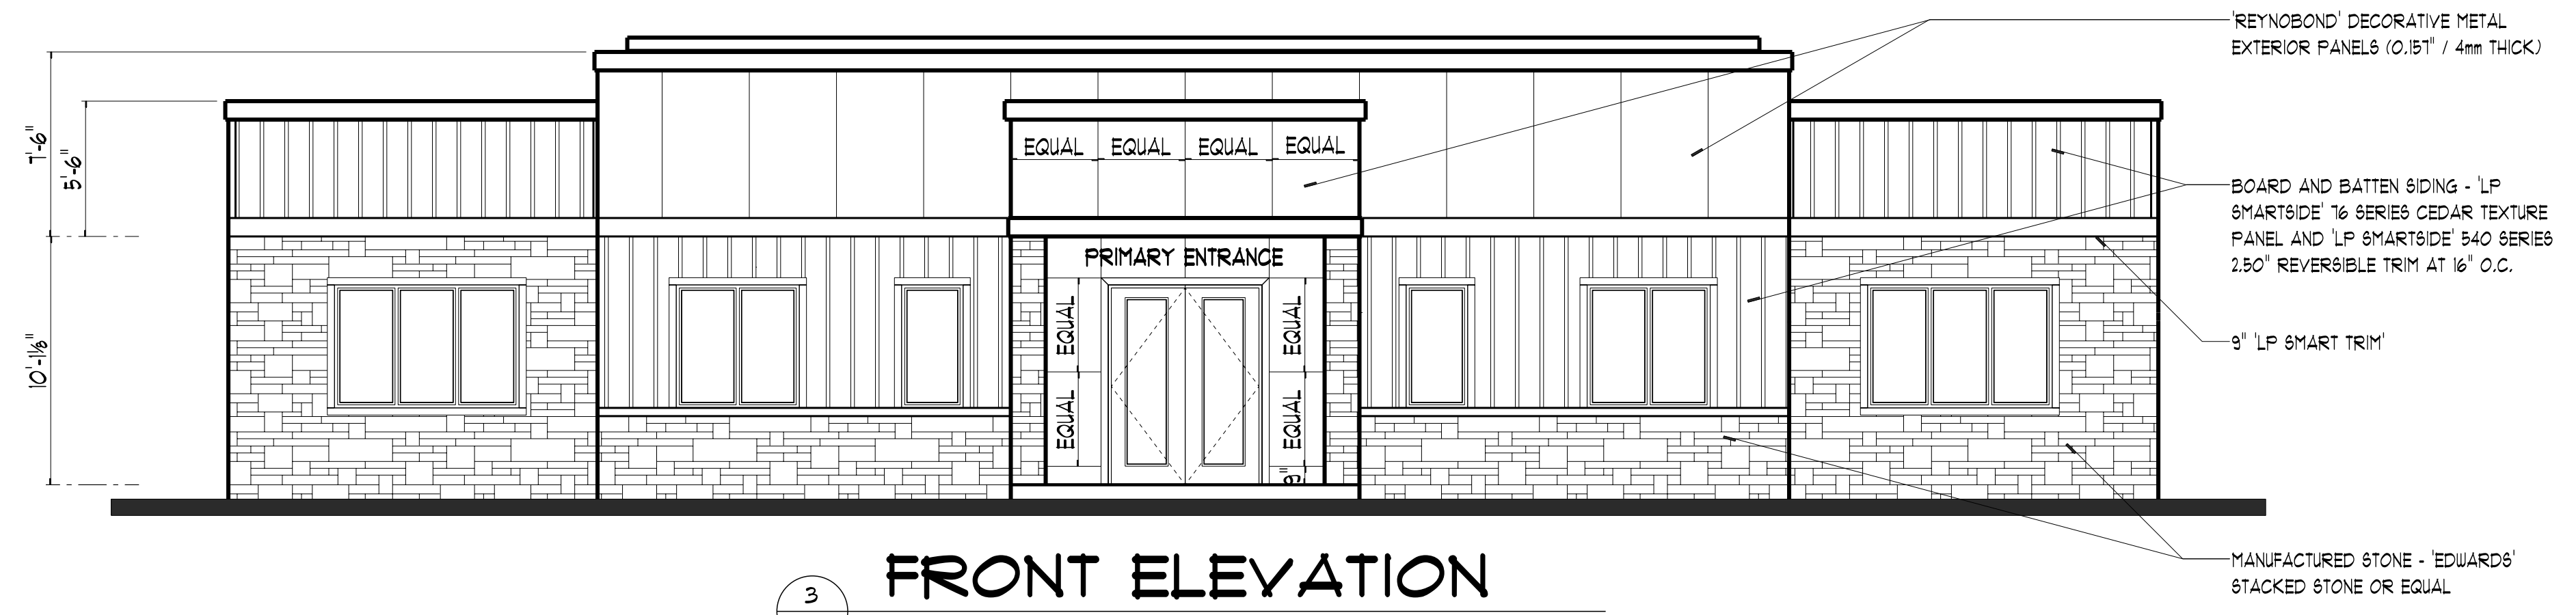 'REYNOBOND' DECORATIVE METAL
EXTERIOR PANELS (0.157" / 4mm THICK)
7'-6"
5'-6"
10'-1⅛"
EQUAL EQUAL EQUAL EQUAL
PRIMARY ENTRANCE
EQUAL
EQUAL
EQUAL
EQUAL
9"
BOARD AND BATTEN SIDING - 'LP
SMARTSIDE' 76 SERIES CEDAR TEXTURE
PANEL AND 'LP SMARTSIDE' 540 SERIES
2.50" REVERSIBLE TRIM AT 16" O.C.
9" 'LP SMART TRIM'
MANUFACTURED STONE - 'EDWARDS'
STACKED STONE OR EQUAL
3
FRONT ELEVATION